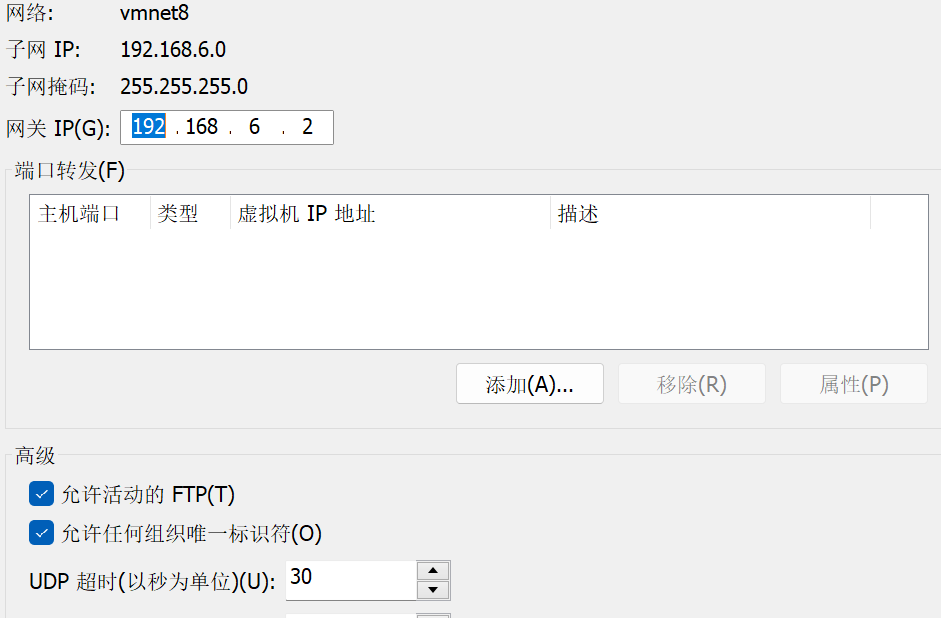 网络: vmnet8
子网 IP: 192.168.6.0
子网掩码: 255.255.255.0
网关 IP(G): 192 . 168 . 6 . 2
端口转发(F)
主机端口 类型 虚拟机 IP 地址 描述
添加(A)... 移除(R) 属性(P)
高级
允许活动的 FTP(T)
允许任何组织唯一标识符(O)
UDP 超时(以秒为单位)(U): 30